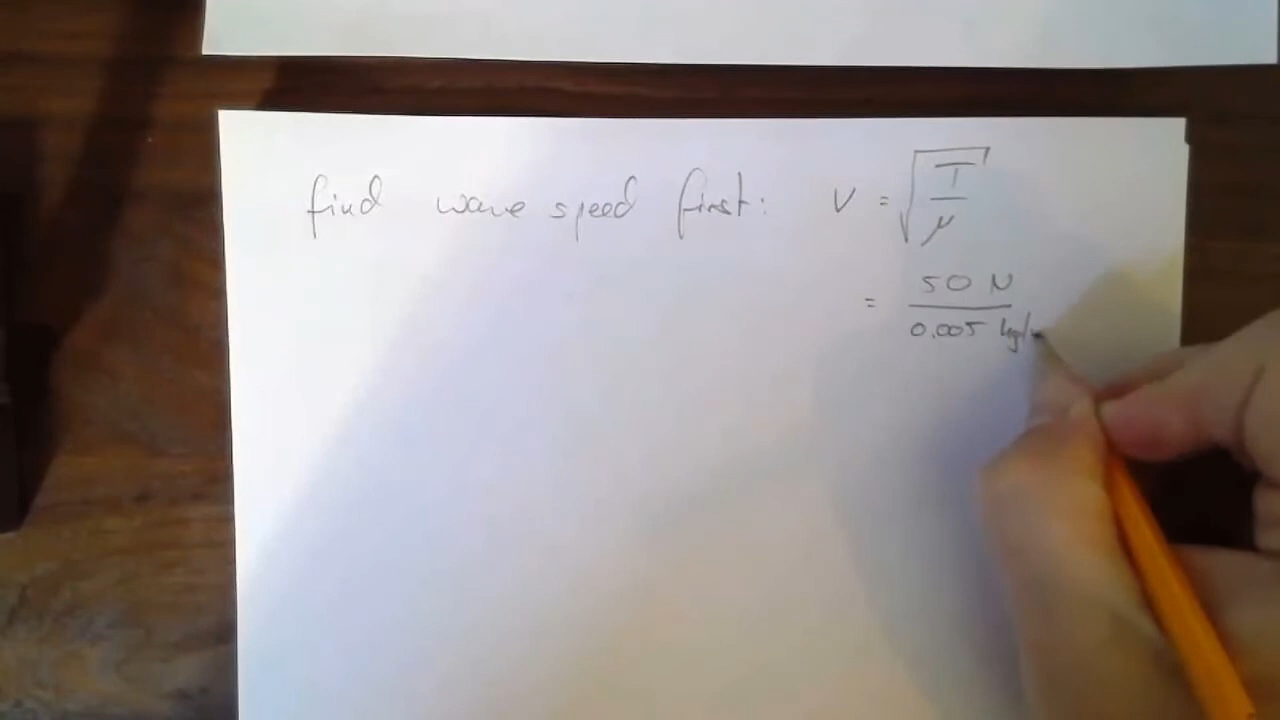 find wave speed first: v = √T/μ
= 50 N / 0.005 kg/